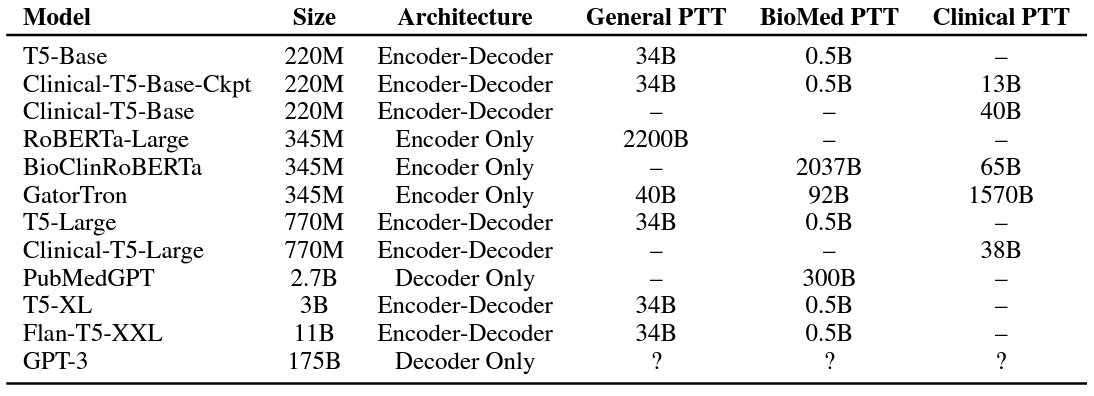 Model Size Architecture General PTT BioMed PTT Clinical PTT
T5-Base 220M Encoder-Decoder 34B 0.5B –
Clinical-T5-Base-Ckpt 220M Encoder-Decoder 34B 0.5B 13B
Clinical-T5-Base 220M Encoder-Decoder – – 40B
RoBERTa-Large 345M Encoder Only 2200B – –
BioClinRoBERTa 345M Encoder Only – 2037B 65B
GatorTron 345M Encoder Only 40B 92B 1570B
T5-Large 770M Encoder-Decoder 34B 0.5B –
Clinical-T5-Large 770M Encoder-Decoder – – 38B
PubMedGPT 2.7B Decoder Only – 300B –
T5-XL 3B Encoder-Decoder 34B 0.5B –
Flan-T5-XXL 11B Encoder-Decoder 34B 0.5B –
GPT-3 175B Decoder Only ? ? ?